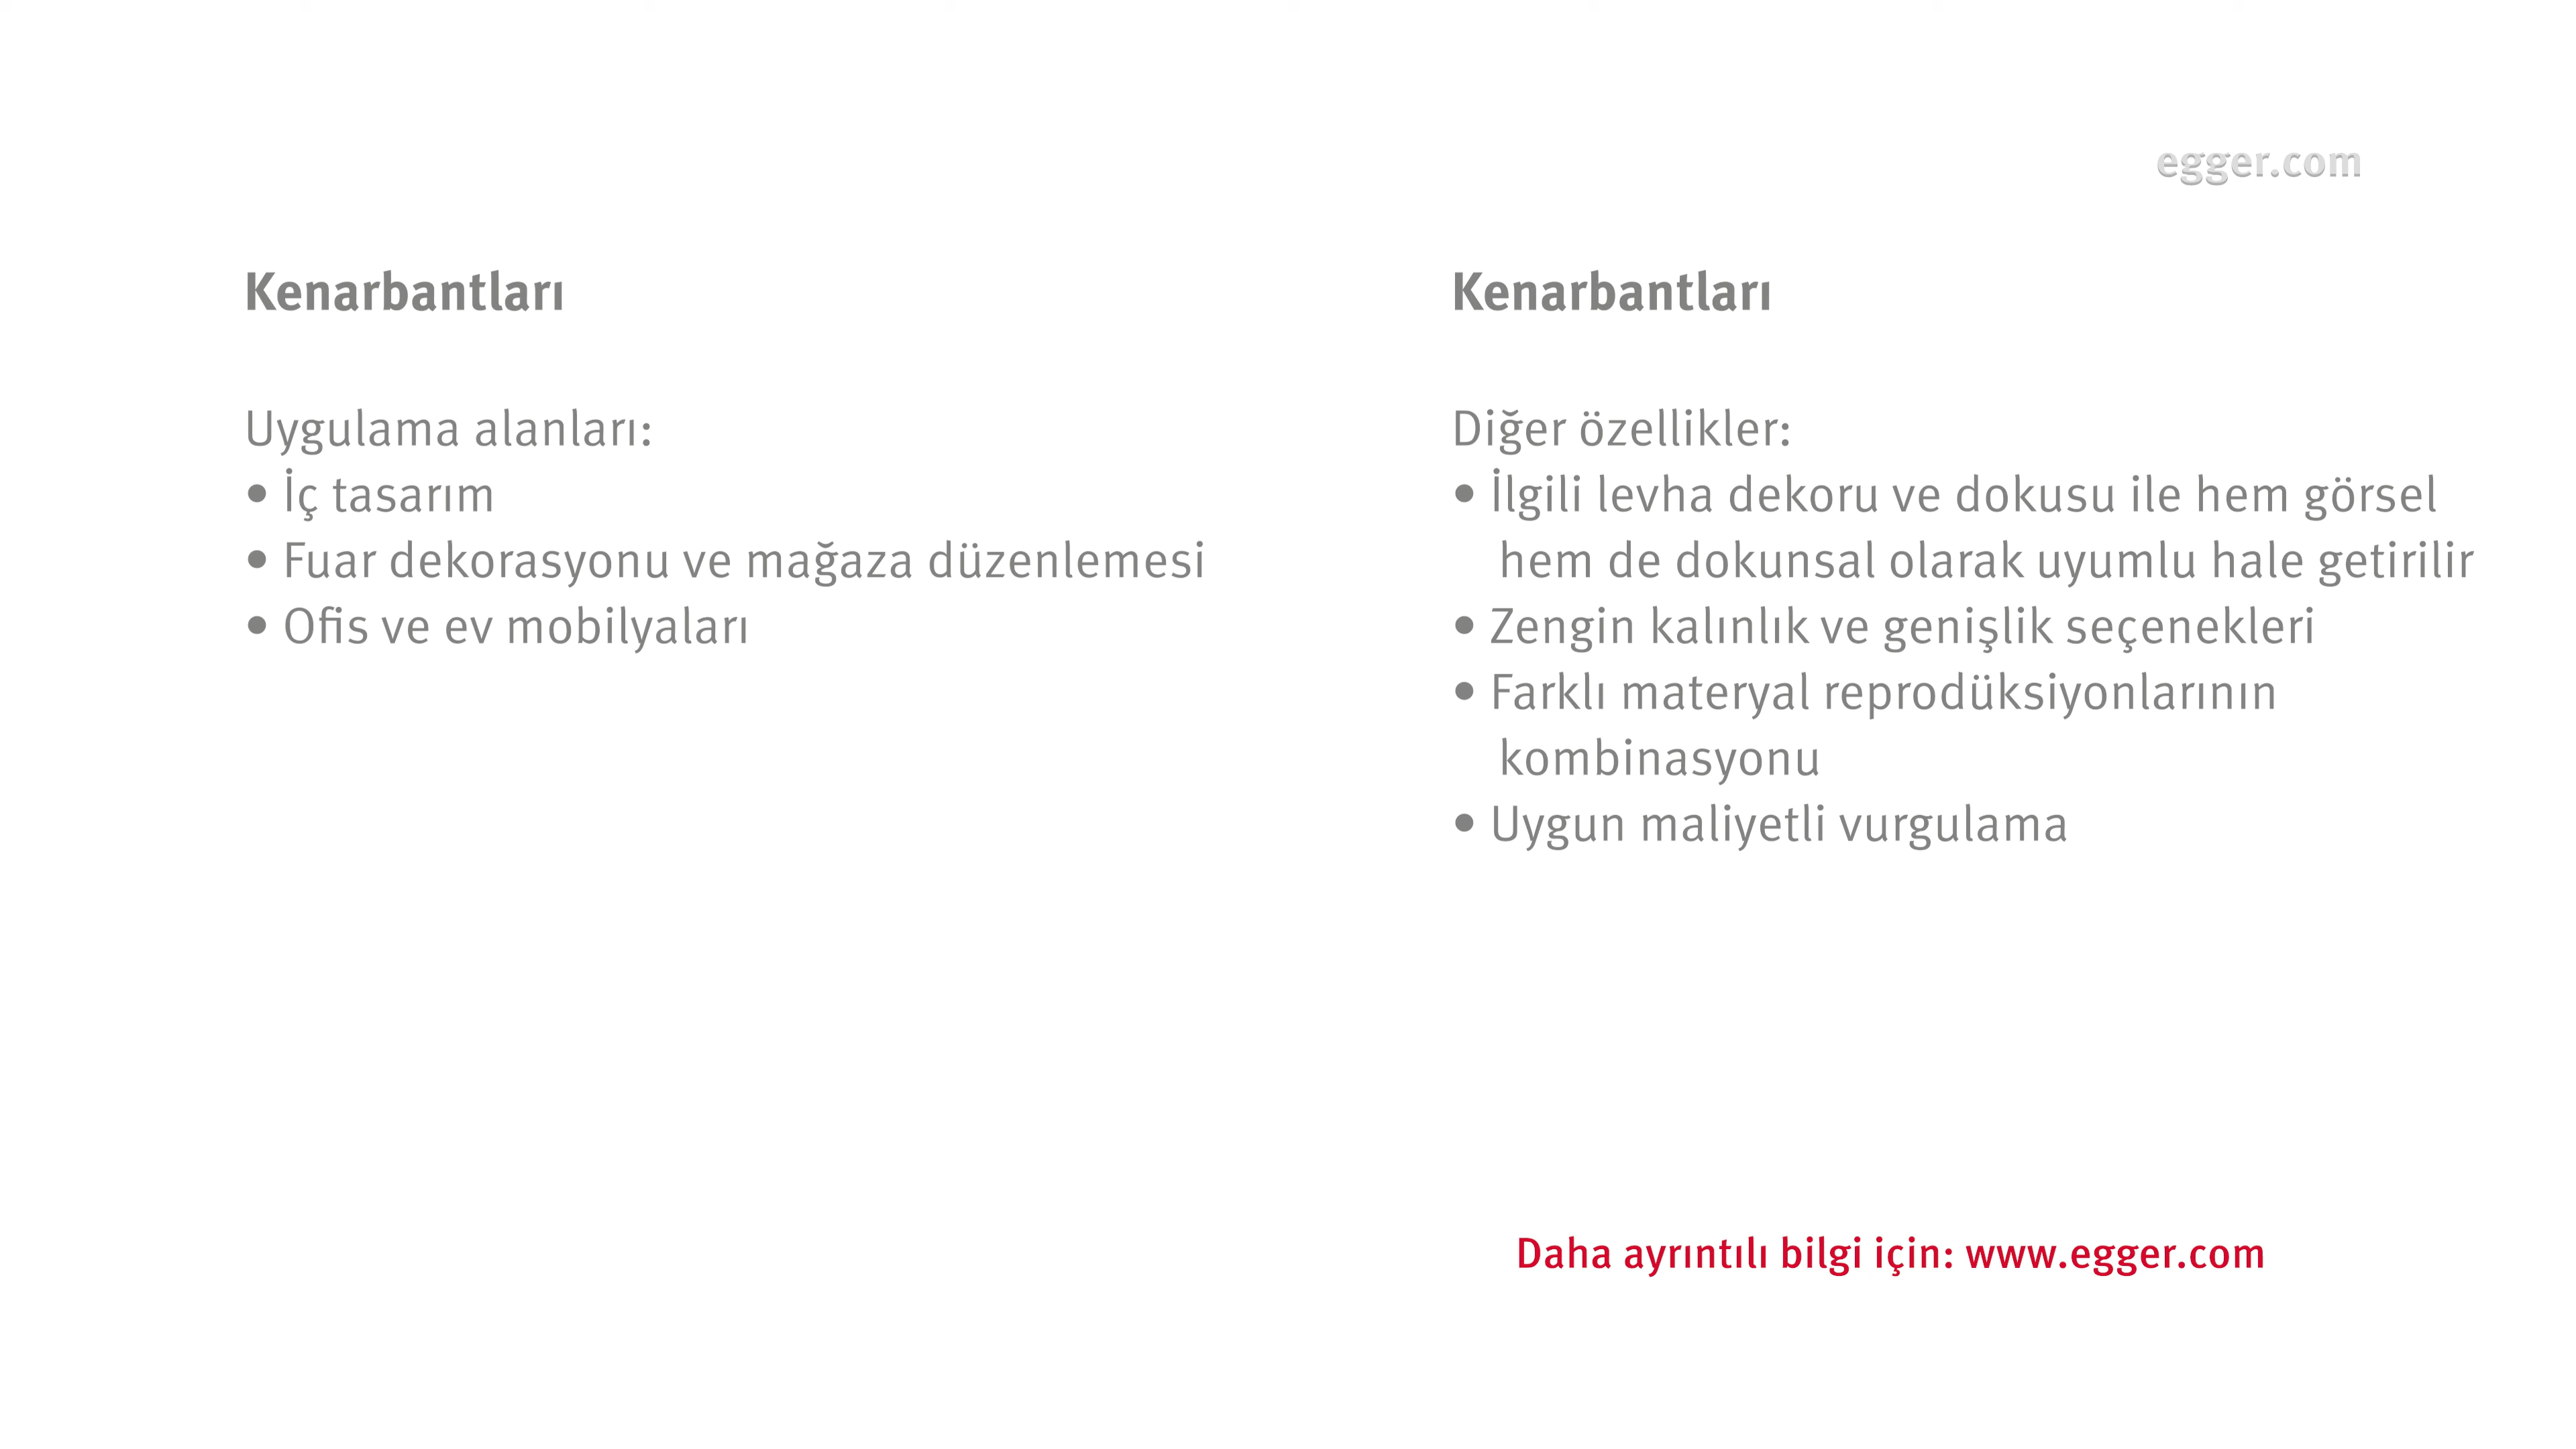 egger.com
Kenarbantları
Uygulama alanları:
• İç tasarım
• Fuar dekorasyonu ve mağaza düzenlemesi
• Ofis ve ev mobilyaları
Kenarbantları
Diğer özellikler:
• İlgili levha dekoru ve dokusu ile hem görsel
hem de dokunsal olarak uyumlu hale getirilir
• Zengin kalınlık ve genişlik seçenekleri
• Farklı materyal reprodüksiyonlarının
kombinasyonu
• Uygun maliyetli vurgulama
Daha ayrıntılı bilgi için: www.egger.com